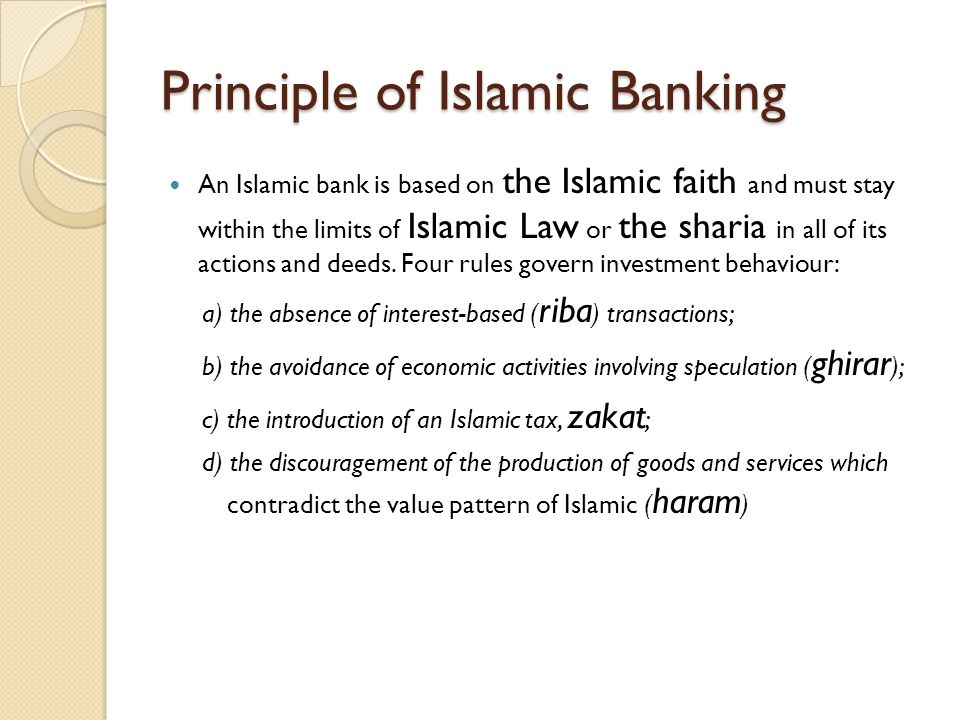 Principle of Islamic Banking
An Islamic bank is based on the Islamic faith and must stay
within the limits of Islamic Law or the sharia in all of its
actions and deeds. Four rules govern investment behaviour:
a) the absence of interest-based (riba) transactions;
b) the avoidance of economic activities involving speculation (ghirar);
c) the introduction of an Islamic tax, zakat;
d) the discouragement of the production of goods and services which
contradict the value pattern of Islamic (haram)